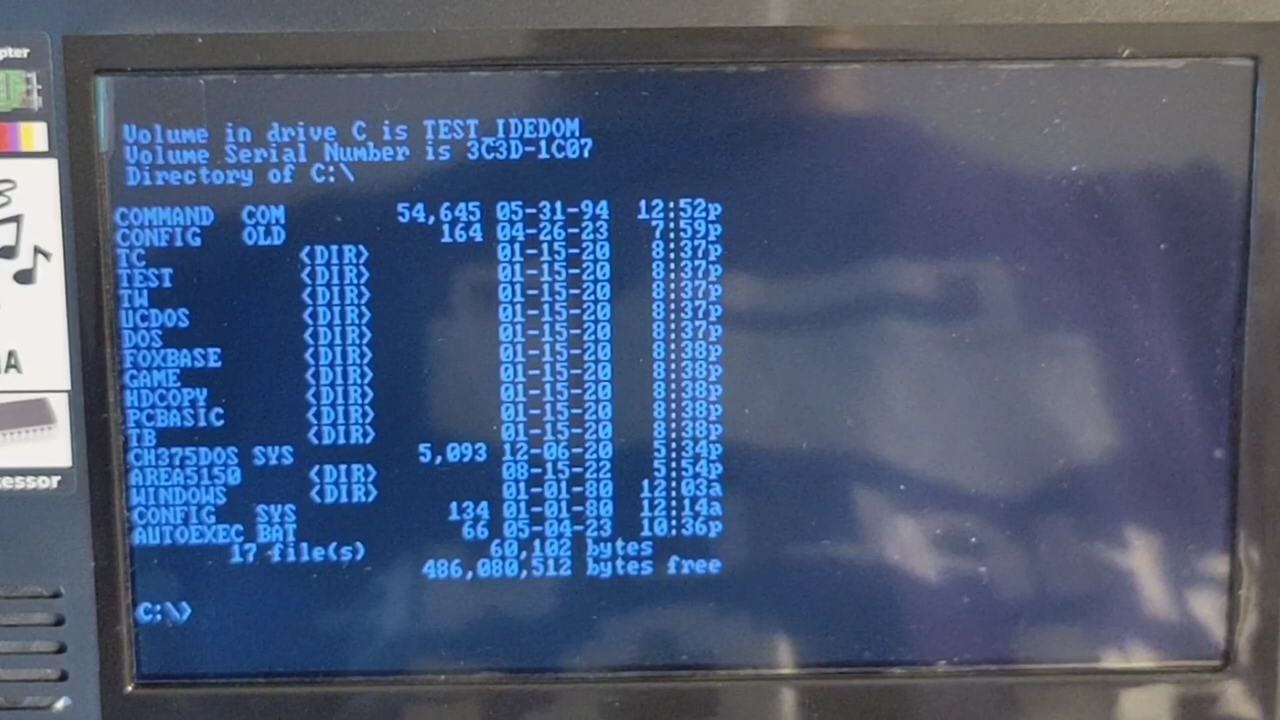 pter
Volume in drive C is TEST_IDEDOM
Volume Serial Number is 3C3D-1C07
Directory of C:\
COMMAND COM 54,645 05-31-94 12:52p
CONFIG OLD 164 04-26-23 7:59p
TC <DIR> 01-15-20 8:37p
TEST <DIR> 01-15-20 8:37p
TW <DIR> 01-15-20 8:37p
UCDOS <DIR> 01-15-20 8:37p
DOS <DIR> 01-15-20 8:37p
FOXBASE <DIR> 01-15-20 8:38p
GAME <DIR> 01-15-20 8:38p
HDCOPY <DIR> 01-15-20 8:38p
PCBASIC <DIR> 01-15-20 8:38p
TB <DIR> 01-15-20 8:38p
CH375DOS SYS 5,093 12-06-20 5:34p
AREA5150 <DIR> 08-15-22 5:54p
WINDOWS <DIR> 01-01-80 12:03a
CONFIG SYS 134 01-01-80 12:14a
AUTOEXEC BAT 66 05-04-23 10:36p
17 file(s) 60,102 bytes
486,080,512 bytes free
C:\>
A
essor